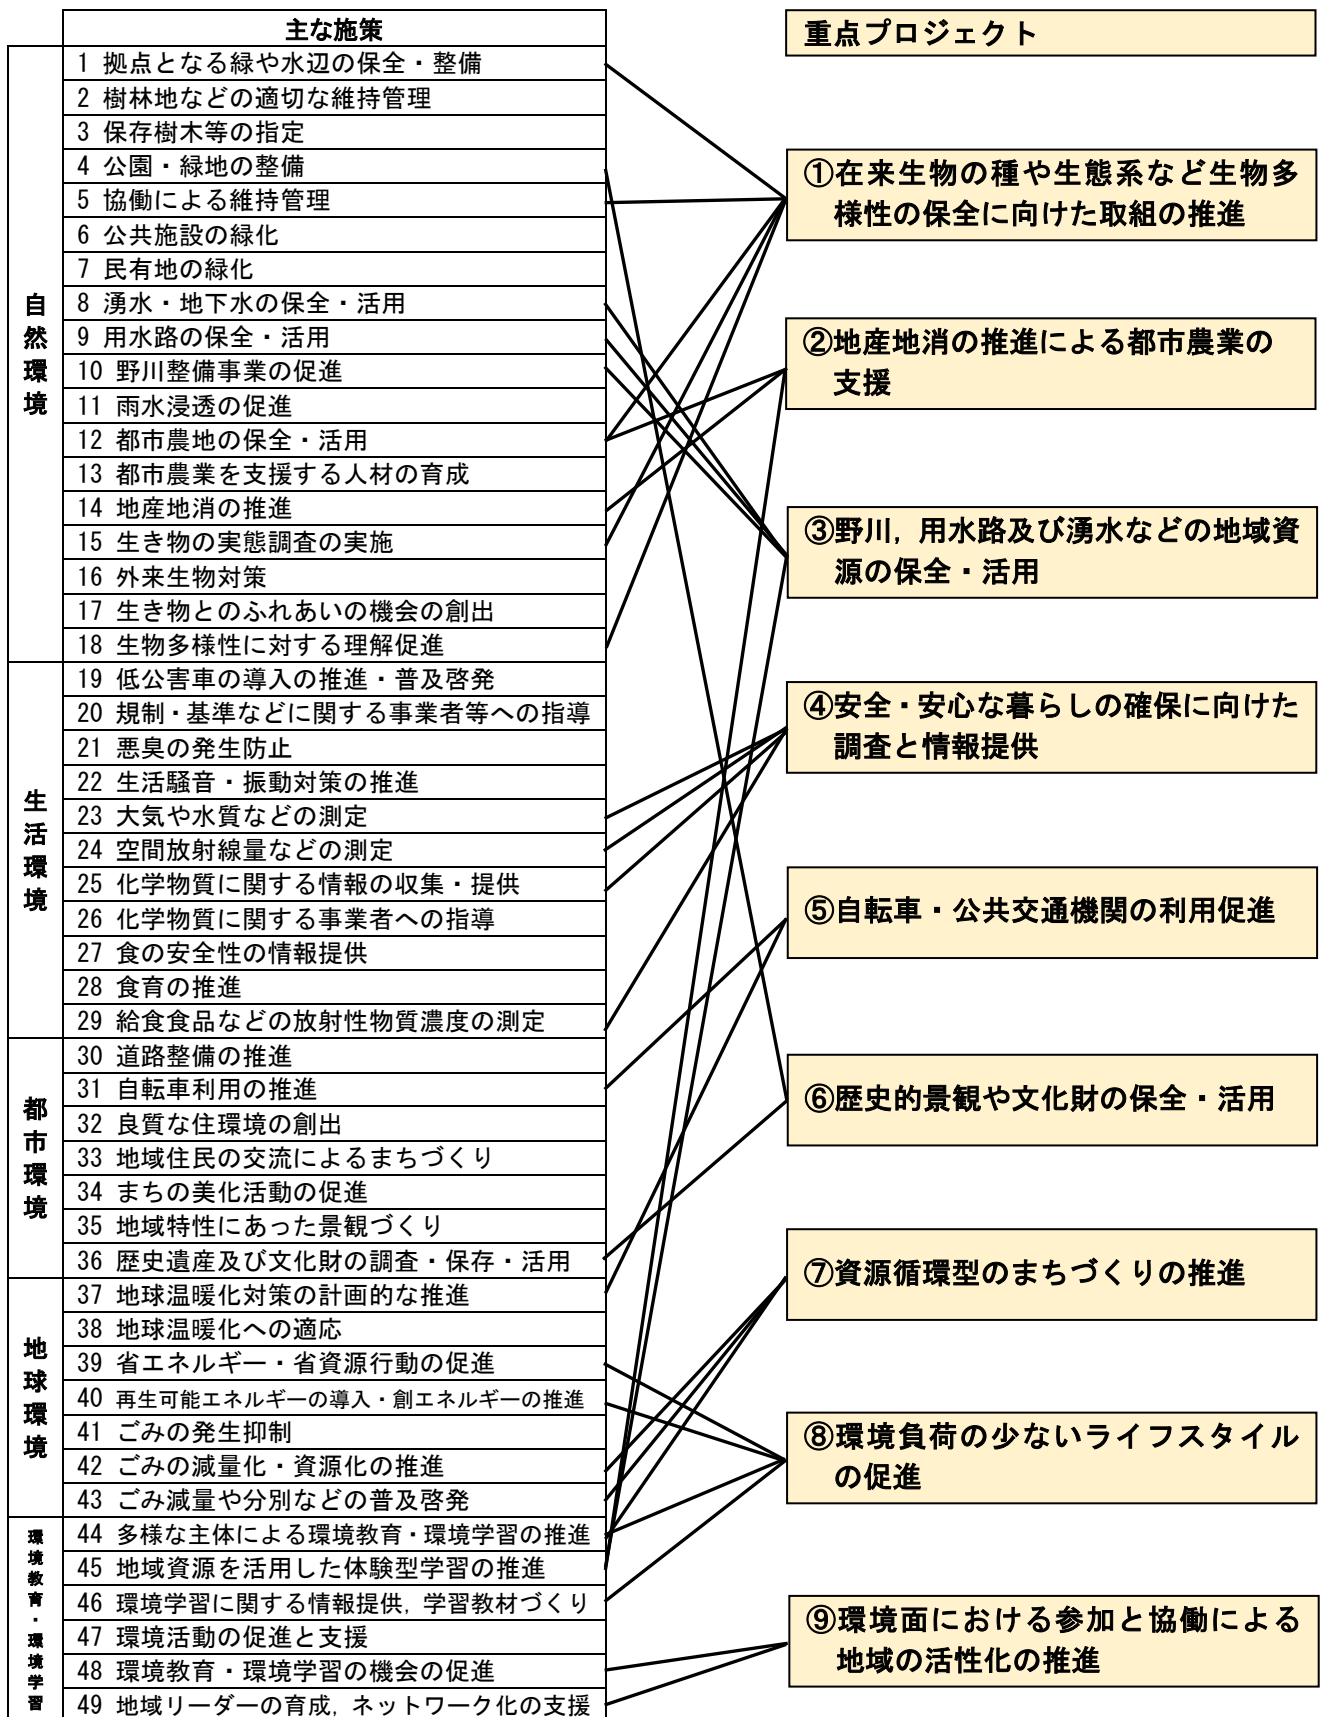 主な施策
重点プロジェクト
自然環境
1 拠点となる緑や水辺の保全・整備
2 樹林地などの適切な維持管理
3 保存樹木等の指定
4 公園・緑地の整備
5 協働による維持管理
6 公共施設の緑化
7 民有地の緑化
8 湧水・地下水の保全・活用
9 用水路の保全・活用
10 野川整備事業の促進
11 雨水浸透の促進
12 都市農地の保全・活用
13 都市農業を支援する人材の育成
14 地産地消の推進
15 生き物の実態調査の実施
16 外来生物対策
17 生き物とのふれあいの機会の創出
18 生物多様性に対する理解促進
生活環境
19 低公害車の導入の推進・普及啓発
20 規制・基準などに関する事業者等への指導
21 悪臭の発生防止
22 生活騒音・振動対策の推進
23 大気や水質などの測定
24 空間放射線量などの測定
25 化学物質に関する情報の収集・提供
26 化学物質に関する事業者への指導
27 食の安全性の情報提供
28 食育の推進
29 給食食品などの放射性物質濃度の測定
都市環境
30 道路整備の推進
31 自転車利用の推進
32 良質な住環境の創出
33 地域住民の交流によるまちづくり
34 まちの美化活動の促進
35 地域特性にあった景観づくり
36 歴史遺産及び文化財の調査・保存・活用
地球環境
37 地球温暖化対策の計画的な推進
38 地球温暖化への適応
39 省エネルギー・省資源行動の促進
40 再生可能エネルギーの導入・創エネルギーの推進
41 ごみの発生抑制
42 ごみの減量化・資源化の推進
43 ごみ減量や分別などの普及啓発
環境教育・環境学習
44 多様な主体による環境教育・環境学習の推進
45 地域資源を活用した体験型学習の推進
46 環境学習に関する情報提供，学習教材づくり
47 環境活動の促進と支援
48 環境教育・環境学習の機会の促進
49 地域リーダーの育成，ネットワーク化の支援
①在来生物の種や生態系など生物多
様性の保全に向けた取組の推進
②地産地消の推進による都市農業の
支援
③野川，用水路及び湧水などの地域資
源の保全・活用
④安全・安心な暮らしの確保に向けた
調査と情報提供
⑤自転車・公共交通機関の利用促進
⑥歴史的景観や文化財の保全・活用
⑦資源循環型のまちづくりの推進
⑧環境負荷の少ないライフスタイル
の促進
⑨環境面における参加と協働による
地域の活性化の推進